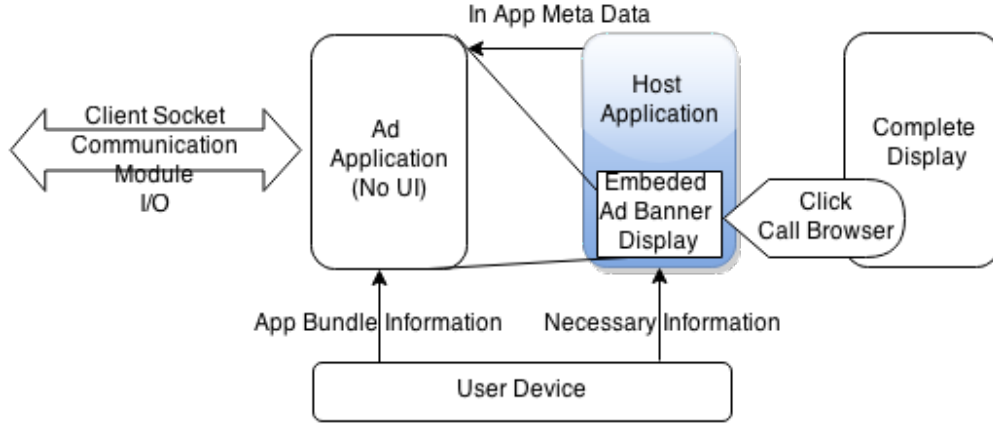 In App Meta Data
Client Socket
Communication
Module
I/O
Ad
Application
(No UI)
Host
Application
Embeded
Ad Banner
Display
Click
Call Browser
Complete
Display
App Bundle Information
Necessary Information
User Device